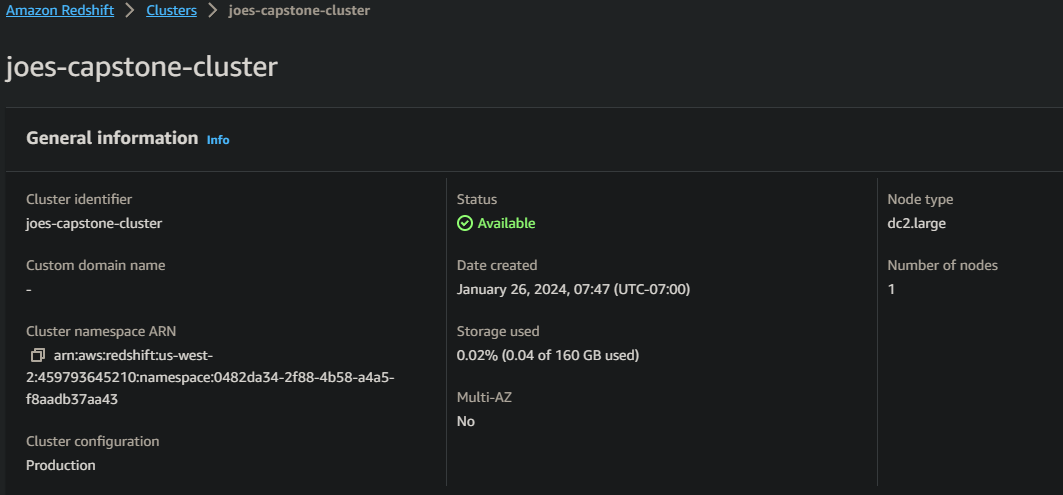 Amazon Redshift > Clusters > joes-capstone-cluster
joes-capstone-cluster
General information Info
Cluster identifier
joes-capstone-cluster
Custom domain name
-
Cluster namespace ARN
arn:aws:redshift:us-west-
2:459793645210:namespace:0482da34-2f88-4b58-a4a5-
f8aadb37aa43
Cluster configuration
Production
Status
Available
Date created
January 26, 2024, 07:47 (UTC-07:00)
Storage used
0.02% (0.04 of 160 GB used)
Multi-AZ
No
Node type
dc2.large
Number of nodes
1